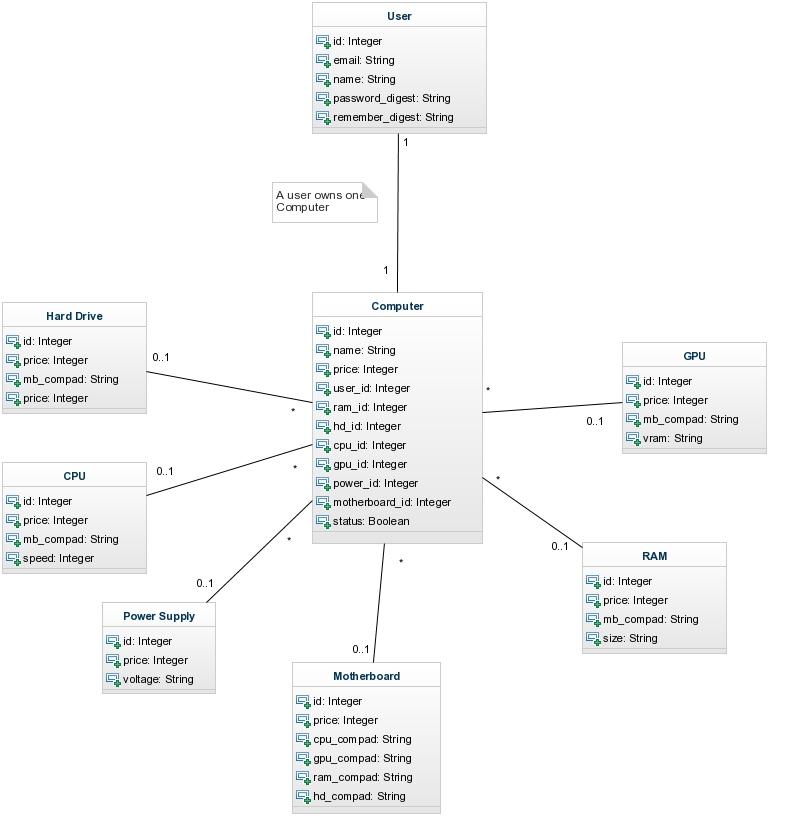 User
id: Integer
email: String
name: String
password_digest: String
remember_digest: String
1
A user owns one
Computer
1
Computer
id: Integer
name: String
price: Integer
user_id: Integer
ram_id: Integer
hd_id: Integer
cpu_id: Integer
gpu_id: Integer
power_id: Integer
motherboard_id: Integer
status: Boolean
Hard Drive
id: Integer
price: Integer
mb_compad: String
price: Integer
0..1
*
GPU
id: Integer
price: Integer
mb_compad: String
vram: String
*
0..1
CPU
id: Integer
price: Integer
mb_compad: String
speed: Integer
0..1
*
RAM
id: Integer
price: Integer
mb_compad: String
size: String
*
0..1
Power Supply
id: Integer
price: Integer
voltage: String
0..1
*
Motherboard
id: Integer
price: Integer
cpu_compad: String
gpu_compad: String
ram_compad: String
hd_compad: String
*
0..1